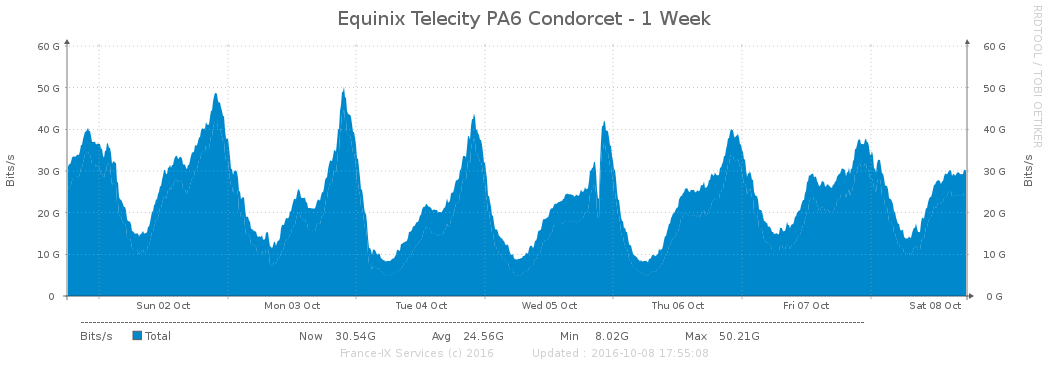 Equinix Telecity PA6 Condorcet - 1 Week
RRDTOOL / TOBI OETIKER
Bits/s
60 G
50 G
40 G
30 G
20 G
10 G
0
60 G
50 G
40 G
30 G
20 G
10 G
0 G
Bits/s
Sun 02 Oct Mon 03 Oct Tue 04 Oct Wed 05 Oct Thu 06 Oct Fri 07 Oct Sat 08 Oct
Bits/s Total Now 30.54G Avg 24.56G Min 8.02G Max 50.21G
France-IX Services (c) 2016 Updated : 2016-10-08 17:55:08